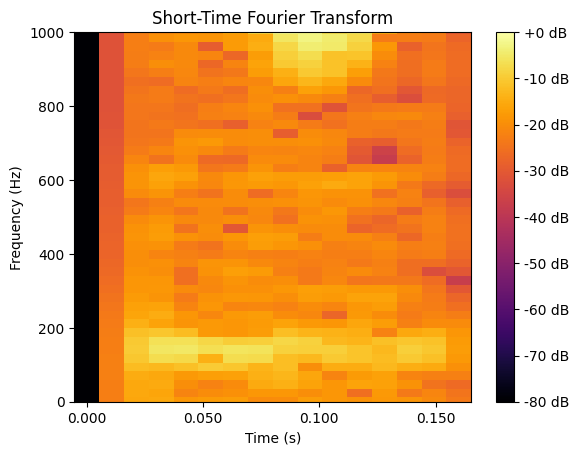 Short-Time Fourier Transform
1000
800
600
400
200
0
Frequency (Hz)
0.000
0.050
0.100
0.150
Time (s)
+0 dB
-10 dB
-20 dB
-30 dB
-40 dB
-50 dB
-60 dB
-70 dB
-80 dB